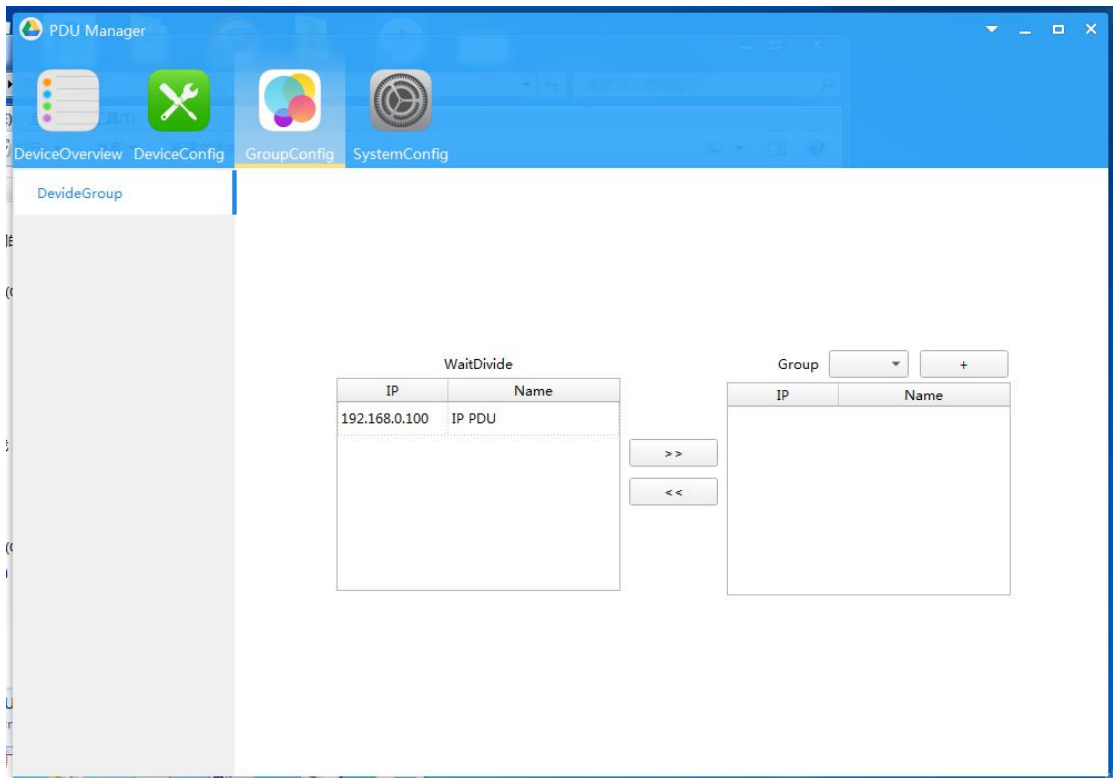 PDU Manager
DeviceOverview DeviceConfig GroupConfig SystemConfig
DevideGroup
WaitDivide
Group +
IP Name
IP Name
192.168.0.100 IP PDU
>>
<<